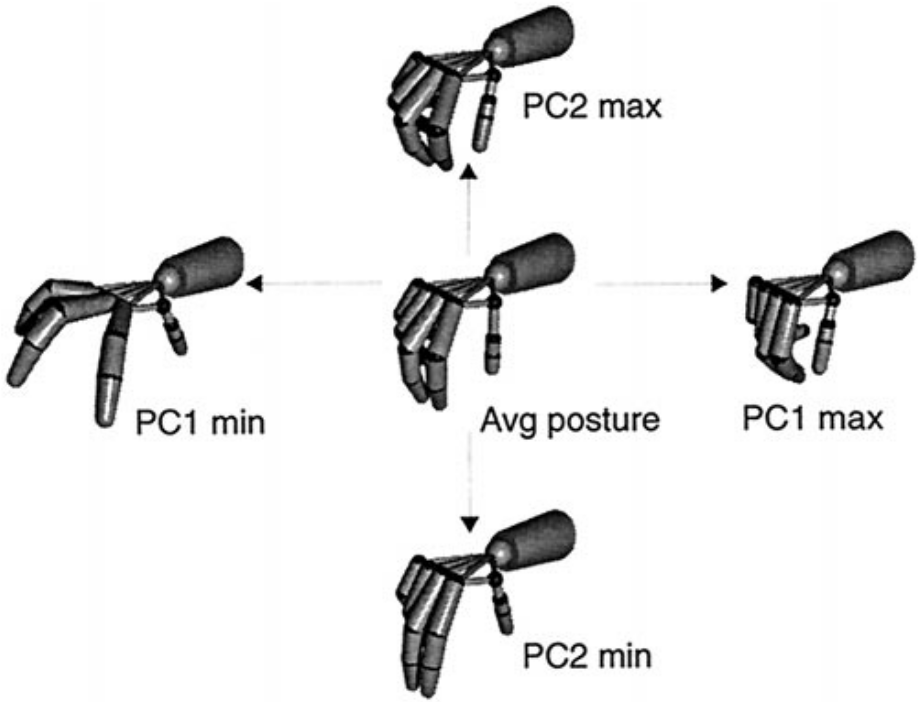 PC2 max
PC1 min
Avg posture
PC1 max
PC2 min